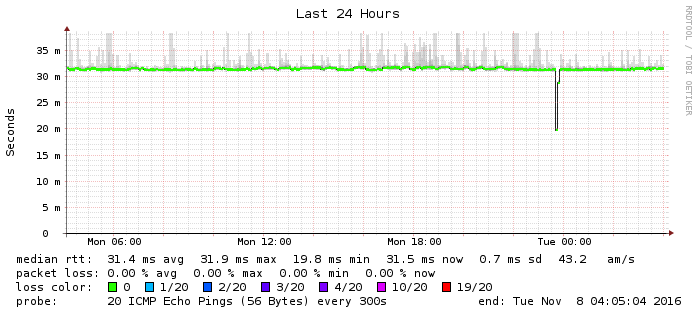 Last 24 Hours
RRDTOOL / TOBI OETIKER
Seconds
35 m
30 m
25 m
20 m
15 m
10 m
5 m
0
Mon 06:00 Mon 12:00 Mon 18:00 Tue 00:00
median rtt: 31.4 ms avg 31.9 ms max 19.8 ms min 31.5 ms now 0.7 ms sd 43.2 am/s
packet loss: 0.00 % avg 0.00 % max 0.00 % min 0.00 % now
loss color: 0 1/20 2/20 3/20 4/20 10/20 19/20
probe: 20 ICMP Echo Pings (56 Bytes) every 300s end: Tue Nov 8 04:05:04 2016